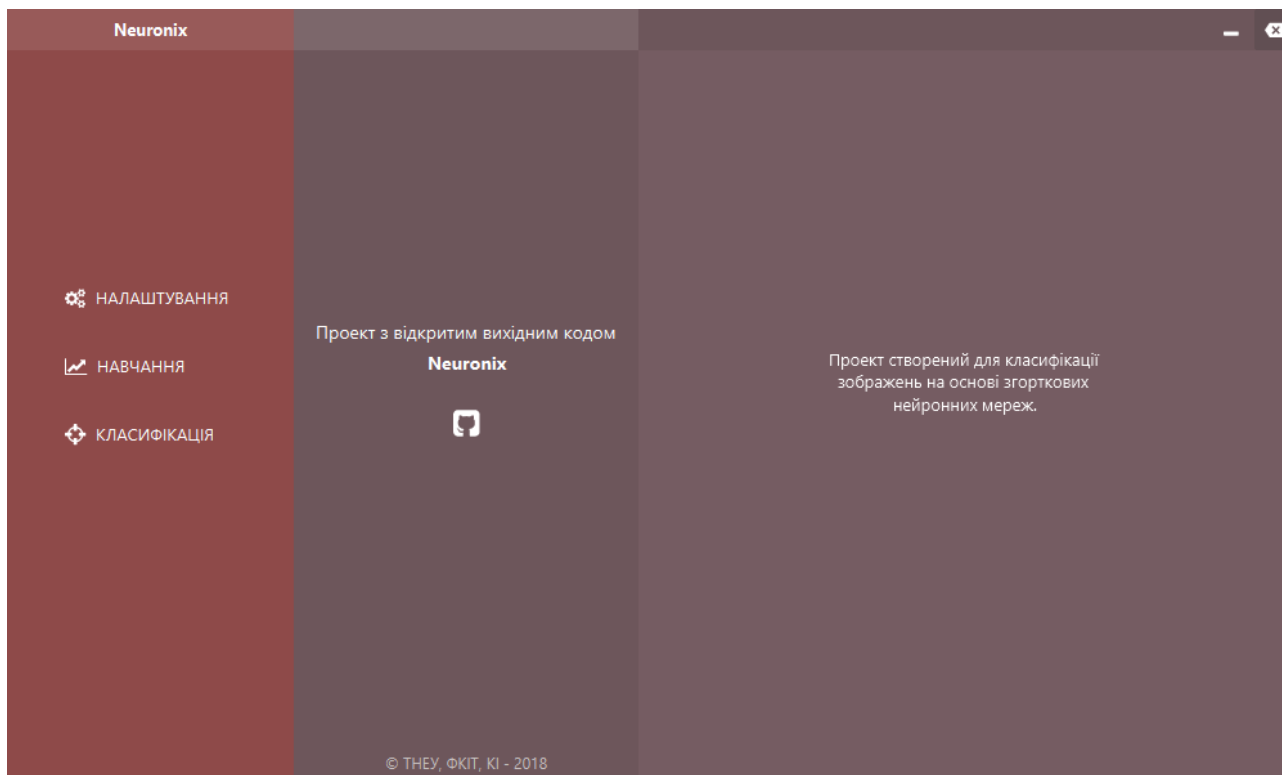 Neuronix
НАЛАШТУВАННЯ
НАВЧАННЯ
КЛАСИФІКАЦІЯ
Проект з відкритим вихідним кодом
Neuronix
© ТНЕУ, ФКІТ, КІ - 2018
Проект створений для класифікації
зображень на основі згорткових
нейронних мереж.